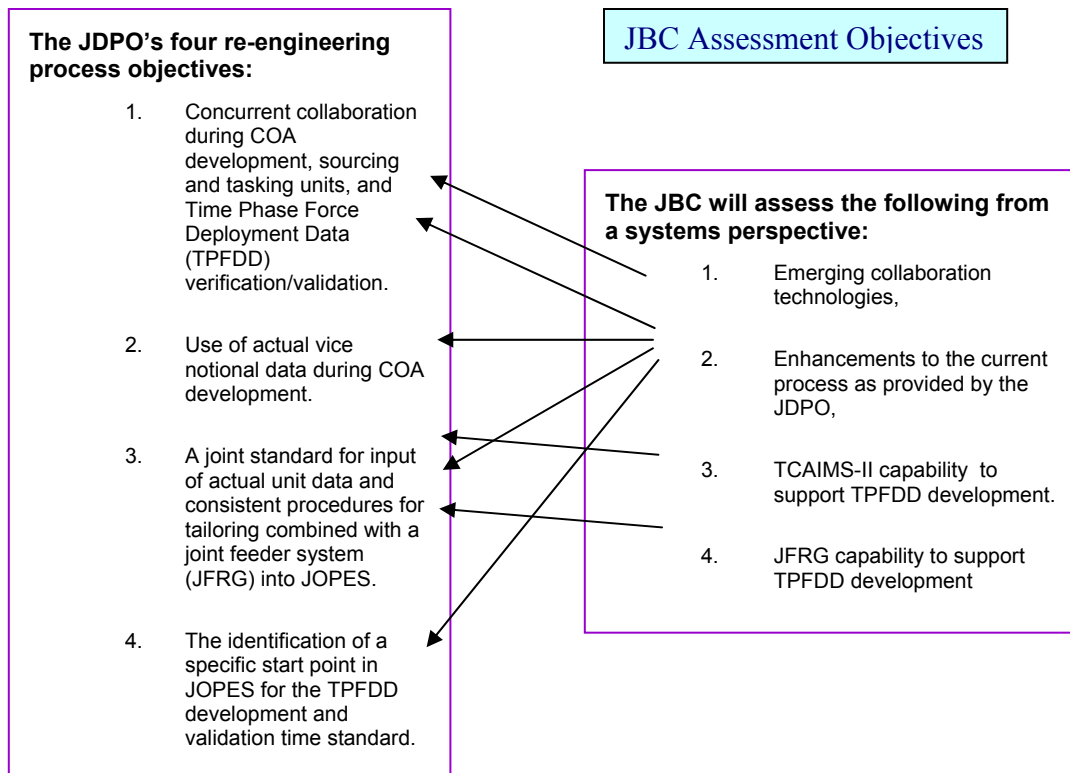 JBC Assessment Objectives
The JDPO’s four re-engineering
process objectives:
1. Concurrent collaboration
during COA
development, sourcing
and tasking units, and
Time Phase Force
Deployment Data
(TPFDD)
verification/validation.
2. Use of actual vice
notional data during COA
development.
3. A joint standard for input
of actual unit data and
consistent procedures for
tailoring combined with a
joint feeder system
(JFRG) into JOPES.
4. The identification of a
specific start point in
JOPES for the TPFDD
development and
validation time standard.
The JBC will assess the following from
a systems perspective:
1. Emerging collaboration
technologies,
2. Enhancements to the current
process as provided by the
JDPO,
3. TCAIMS-II capability to
support TPFDD development.
4. JFRG capability to support
TPFDD development